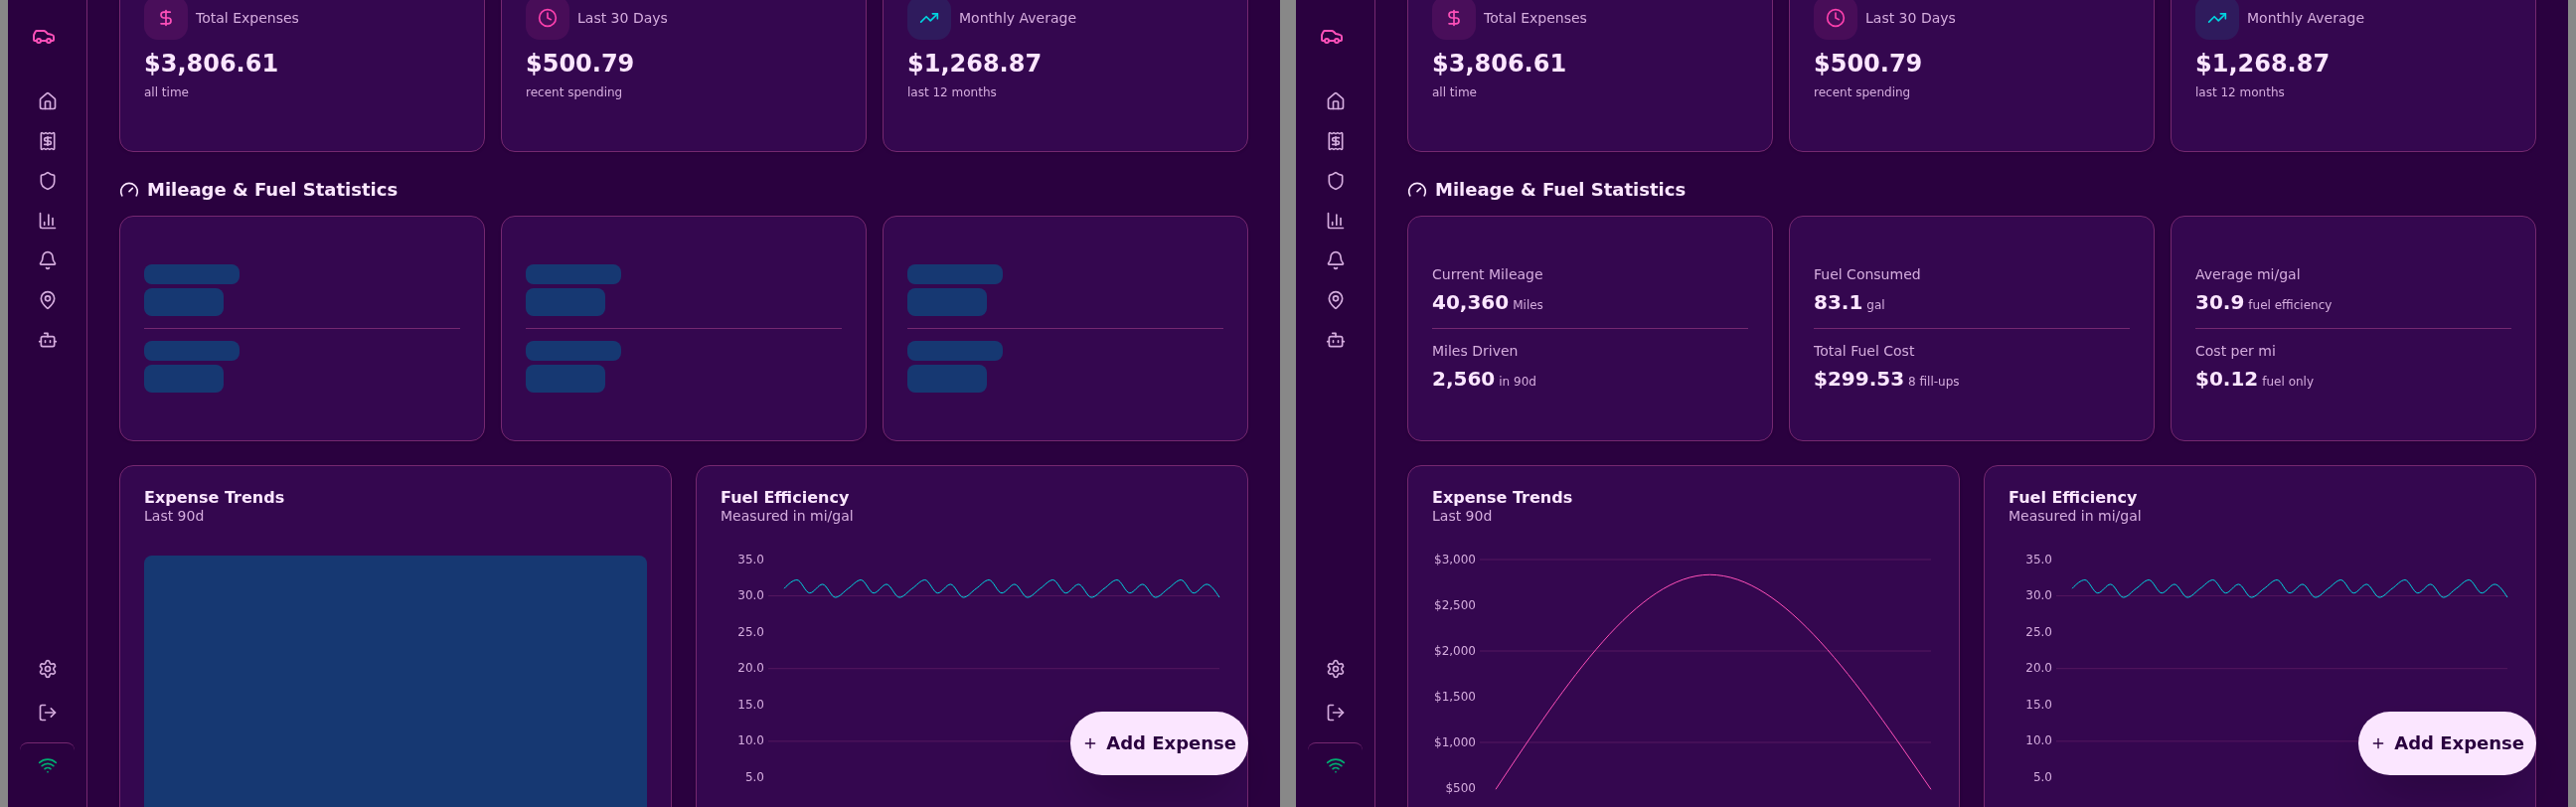 Total Expenses
$3,806.61
all time
Last 30 Days
$500.79
recent spending
Monthly Average
$1,268.87
last 12 months
Mileage & Fuel Statistics
Expense Trends
Last 90d
Fuel Efficiency
Measured in mi/gal
35.0
30.0
25.0
20.0
15.0
10.0
5.0
+ Add Expense
Total Expenses
$3,806.61
all time
Last 30 Days
$500.79
recent spending
Monthly Average
$1,268.87
last 12 months
Mileage & Fuel Statistics
Current Mileage
40,360 Miles
Miles Driven
2,560 in 90d
Fuel Consumed
83.1 gal
Total Fuel Cost
$299.53 8 fill-ups
Average mi/gal
30.9 fuel efficiency
Cost per mi
$0.12 fuel only
Expense Trends
Last 90d
$3,000
$2,500
$2,000
$1,500
$1,000
$500
Fuel Efficiency
Measured in mi/gal
35.0
30.0
25.0
20.0
15.0
10.0
5.0
+ Add Expense